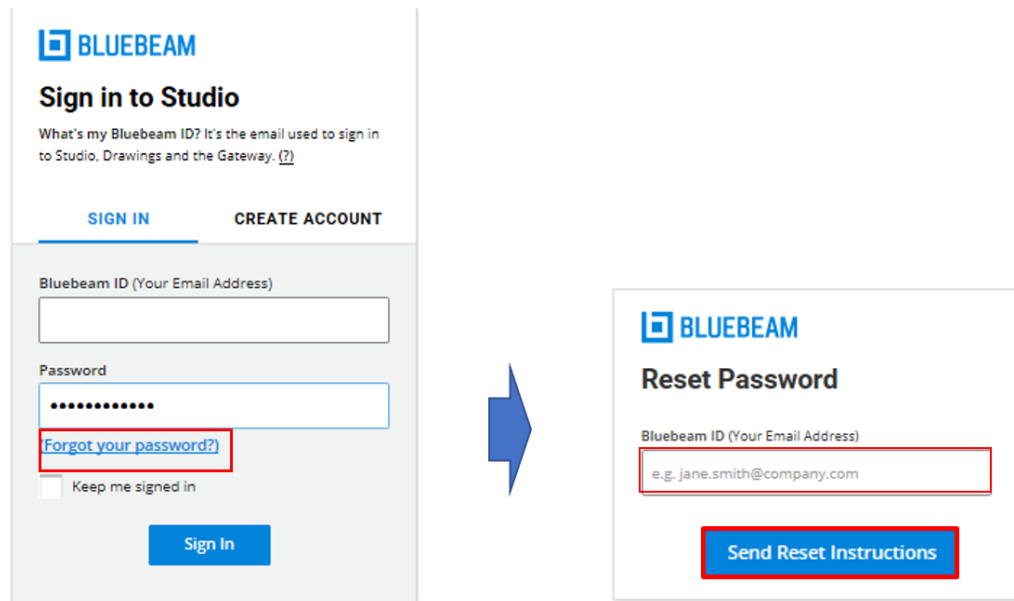 BLUEBEAM
Sign in to Studio
What's my Bluebeam ID? It's the email used to sign in
to Studio, Drawings and the Gateway. (?)
SIGN IN CREATE ACCOUNT
Bluebeam ID (Your Email Address)
Password
••••••••••••
(Forgot your password?)
Keep me signed in
Sign In
BLUEBEAM
Reset Password
Bluebeam ID (Your Email Address)
e.g. jane.smith@company.com
Send Reset Instructions